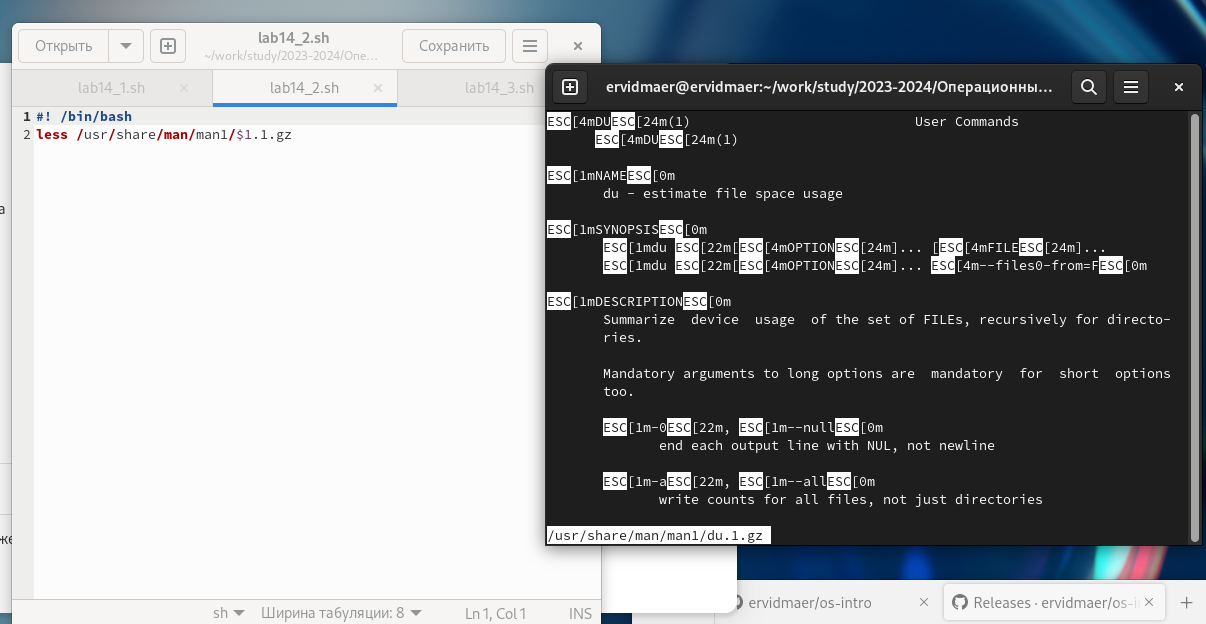 Открыть
lab14_2.sh
~/work/study/2023-2024/Опе...
Сохранить
lab14_1.sh
lab14_2.sh
lab14_3.sh
1 #! /bin/bash
2 less /usr/share/man/man1/$1.1.gz
а
же
sh
Ширина табуляции: 8
Ln 1, Col 1
INS
ervidmaer@ervidmaer:~/work/study/2023-2024/Операционны...
ESC[4mDUESC[24m(1) User Commands
ESC[4mDUESC[24m(1)
ESC[1mNAMEESC[0m
du - estimate file space usage
ESC[1mSYNOPSISESC[0m
ESC[1mdu ESC[22m[ESC[4mOPTIONESC[24m]... [ESC[4mFILEESC[24m]...
ESC[1mdu ESC[22m[ESC[4mOPTIONESC[24m]... ESC[4m--files0-from=FESC[0m
ESC[1mDESCRIPTIONESC[0m
Summarize device usage of the set of FILEs, recursively for directo-
ries.
Mandatory arguments to long options are mandatory for short options
too.
ESC[1m-0ESC[22m, ESC[1m--nullESC[0m
end each output line with NUL, not newline
ESC[1m-aESC[22m, ESC[1m--allESC[0m
write counts for all files, not just directories
/usr/share/man/man1/du.1.gz
ervidmaer/os-intro
Releases · ervidmaer/os-i